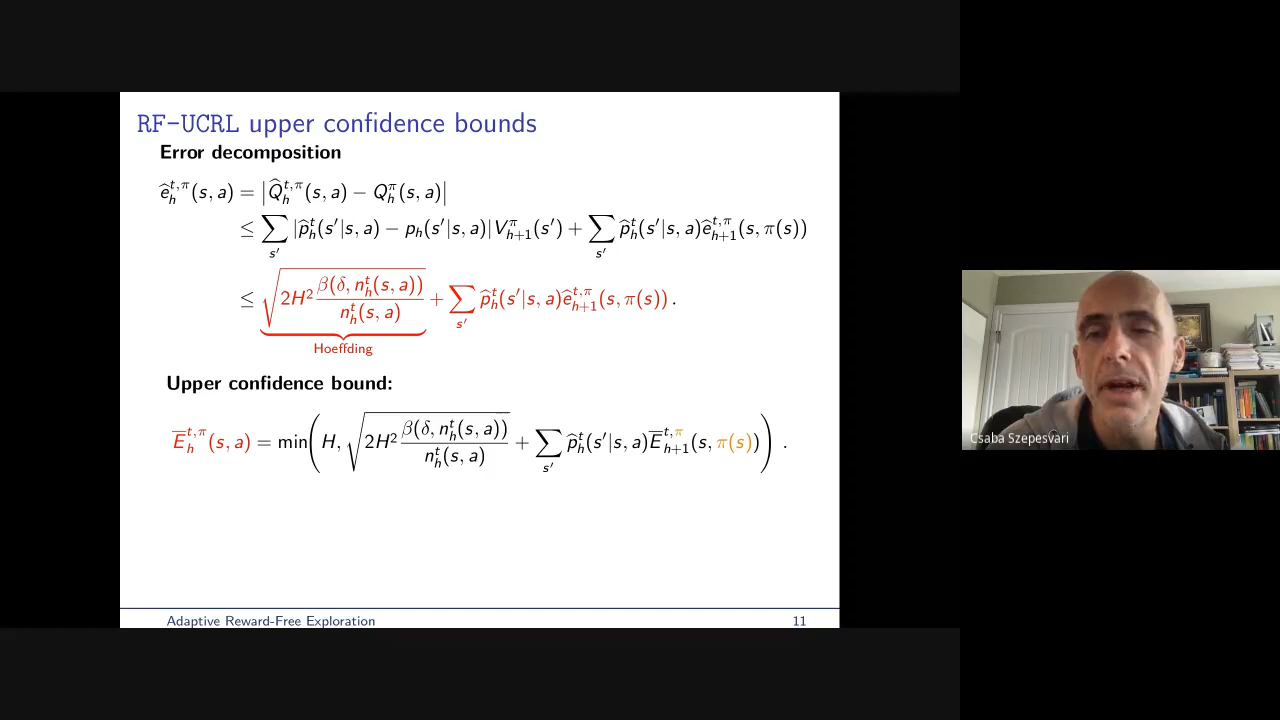 RF-UCRL upper confidence bounds
Error decomposition
ê_h^{t,π}(s, a) = |Q̂_h^{t,π}(s, a) − Q_h^π(s, a)|
≤ ∑_{s′} |p̂_h^t(s′|s, a) − p_h(s′|s, a)|V_{h+1}^π(s′) + ∑_{s′} p̂_h^t(s′|s, a)ê_{h+1}^{t,π}(s, π(s))
≤ √(2H² β(δ, n_h^t(s, a)) / n_h^t(s, a)) + ∑_{s′} p̂_h^t(s′|s, a)ê_{h+1}^{t,π}(s, π(s)) .
Hoeffding
Upper confidence bound:
E̅_h^{t,π}(s, a) = min(H, √(2H² β(δ, n_h^t(s, a)) / n_h^t(s, a)) + ∑_{s′} p̂_h^t(s′|s, a)E̅_{h+1}^{t,π}(s, π(s))) .
Adaptive Reward-Free Exploration 11
Csaba Szepesvari